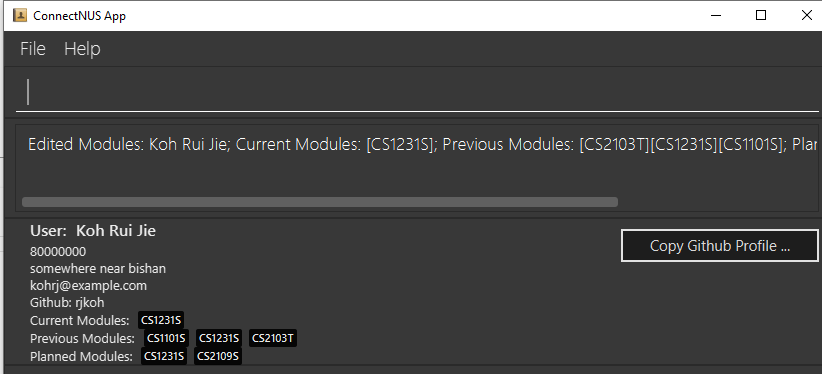 ConnectNUS App
File Help
Edited Modules: Koh Rui Jie; Current Modules: [CS1231S]; Previous Modules: [CS2103T][CS1231S][CS1101S]; Plan
User: Koh Rui Jie
Copy Github Profile ...
80000000
somewhere near bishan
kohrj@example.com
Github: rjkoh
Current Modules: CS1231S
Previous Modules: CS1101S CS1231S CS2103T
Planned Modules: CS1231S CS2109S